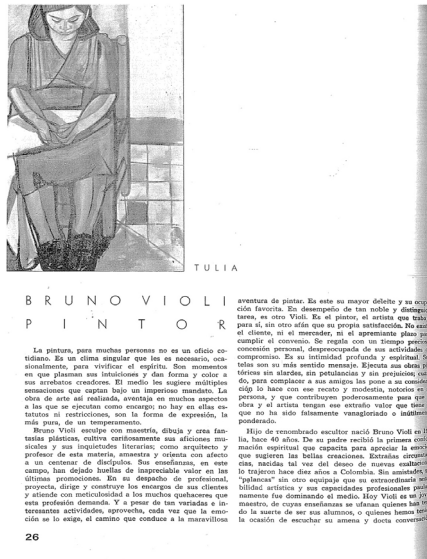 TULIA
BRUNO VIOLI
PINTOR
La pintura, para muchas personas no es un oficio co-
tidiano. Es un clima singular que les es necesario, oca-
sionalmente, para vivificar el espíritu. Son momentos
en que plasman sus intuiciones y dan forma y color a
sus arrebatos creadores. El medio les sugiere múltiples
sensaciones que captan bajo un imperioso mandato. La
obra de arte así realizada, aventaja en muchos aspectos
a las que se ejecutan como encargo; no hay en ellas es-
tatutos ni restricciones, son la forma de expresión, la
más pura, de un temperamento.
Bruno Violi esculpe con maestría, dibuja y crea fan-
tasías plásticas, cultiva cariñosamente sus aficiones mu-
sicales y sus inquietudes literarias; como arquitecto y
profesor de esta materia, amaestra y orienta con afecto
a un centenar de discípulos. Sus enseñanzas, en este
campo, han dejado huellas de inapreciable valor en las
últimas promociones. En su despacho de profesional,
proyecta, dirige y construye los encargos de sus clientes
y atiende con meticulosidad a los muchos quehaceres que
esta profesión demanda. Y a pesar de tan variadas e in-
teresantes actividades, aprovecha, cada vez que la emo-
ción se lo exige, el camino que conduce a la maravillosa
26
aventura de pintar. Es este su mayor deleite y su
ción favorita. En desempeño de tan noble y
tarea, es otro Violi. Es el pintor, el artista que
para sí, sin otro afán que su propia satisfacción. No
el cliente, ni el mercader, ni el apremiante plazo
cumplir el convenio. Se regala con un tiempo
concesión personal, despreocupada de sus actividades
compromiso. Es su intimidad profunda y espiritual.
telas son su más sentido mensaje. Ejecuta sus obras
tóricas sin alardes, sin petulancias y sin prejuicios;
do, para complacer a sus amigos las pone a su
ción lo hace con ese recato y modestia, notorios en
persona, y que contribuyen poderosamente para que
obra y el artista tengan ese extraño valor que tiene
que no ha sido falsamente vanagloriado o
ponderado.
Hijo de renombrado escultor nació Bruno Violi en
lia, hace 40 años. De su padre recibió la primera
mación espiritual que capacita para apreciar la
que sugieren las bellas creaciones. Extrañas
cias, nacidas tal vez del deseo de nuevas
lo trajeron hace diez años a Colombia. Sin amistades,
"palancas" sin otro equipaje que su extraordinaria
bilidad artística y sus capacidades profesionales
namente fue dominando el medio. Hoy Violi es un
maestro, de cuyas enseñanzas se ufanan quienes han
do la suerte de ser sus alumnos, o quienes hemos
la ocasión de escuchar su amena y docta